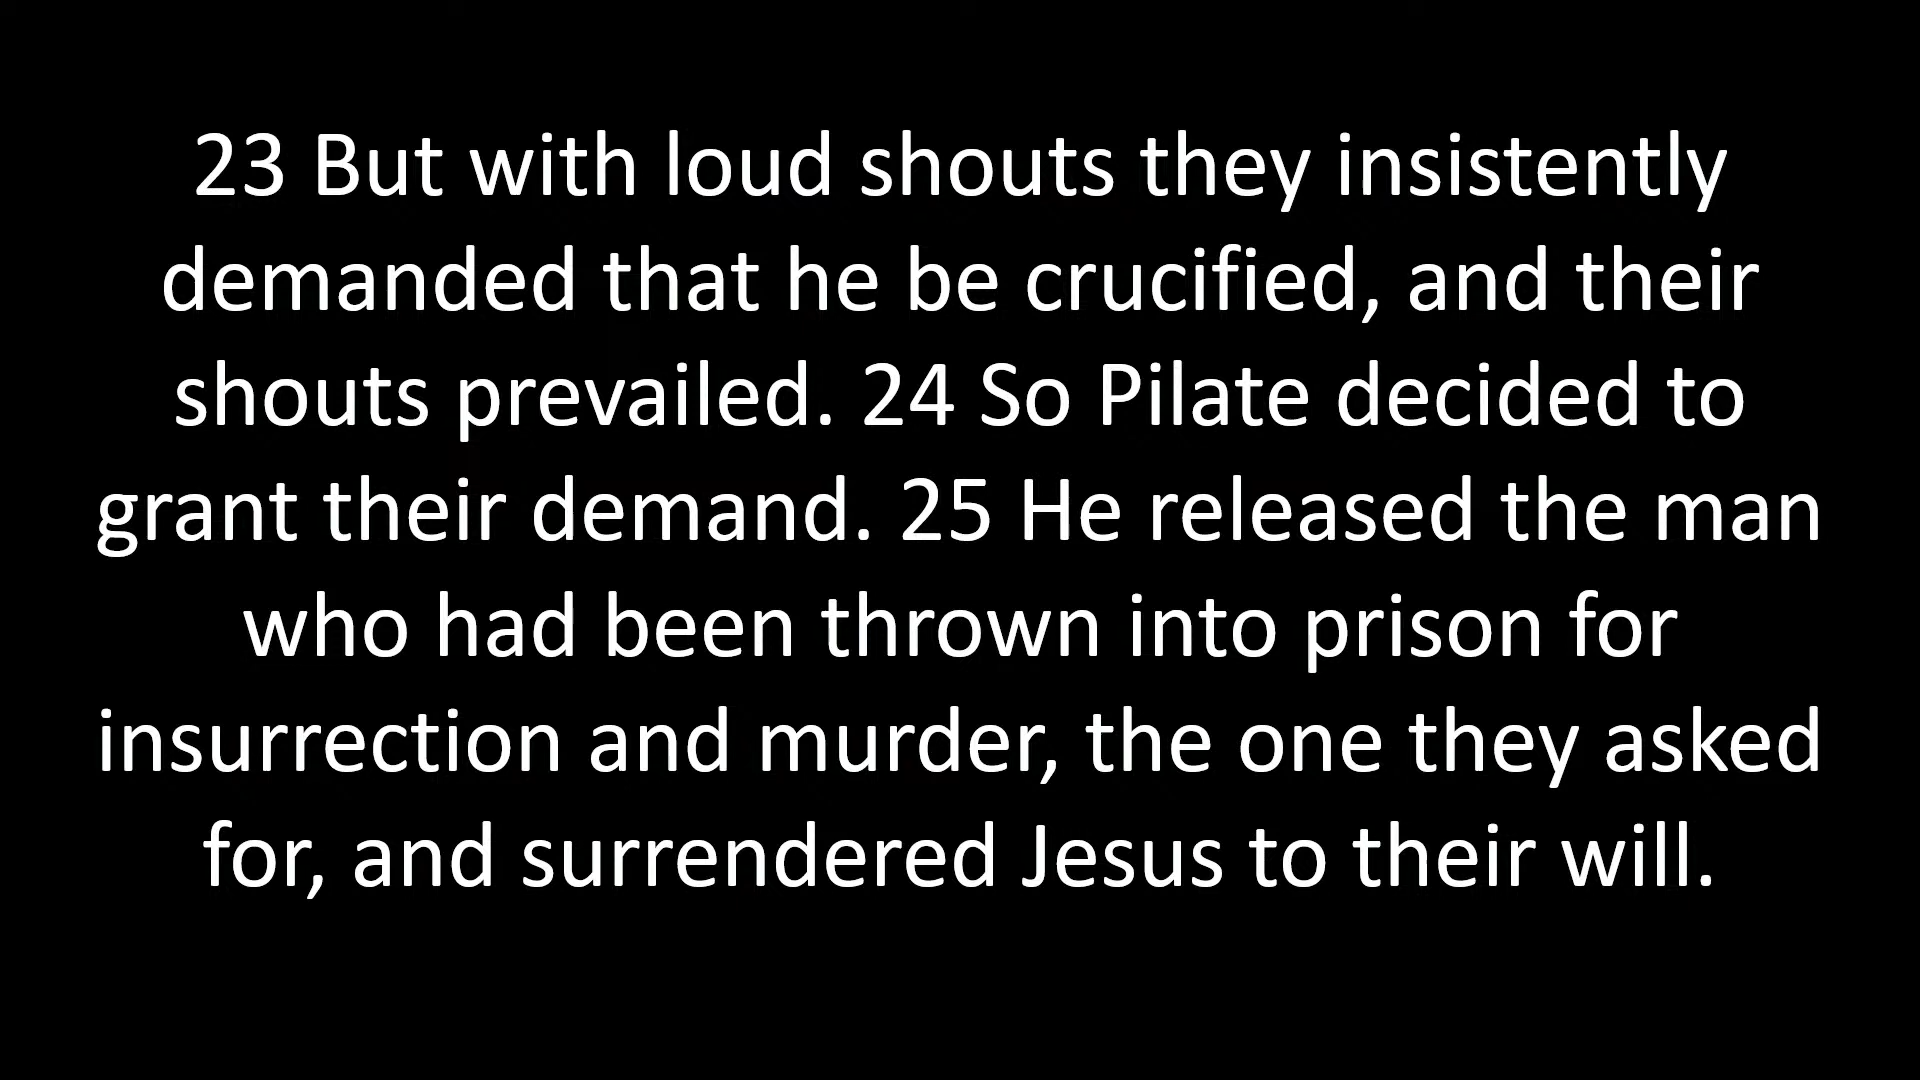 23 But with loud shouts they insistently
demanded that he be crucified, and their
shouts prevailed. 24 So Pilate decided to
grant their demand. 25 He released the man
who had been thrown into prison for
insurrection and murder, the one they asked
for, and surrendered Jesus to their will.